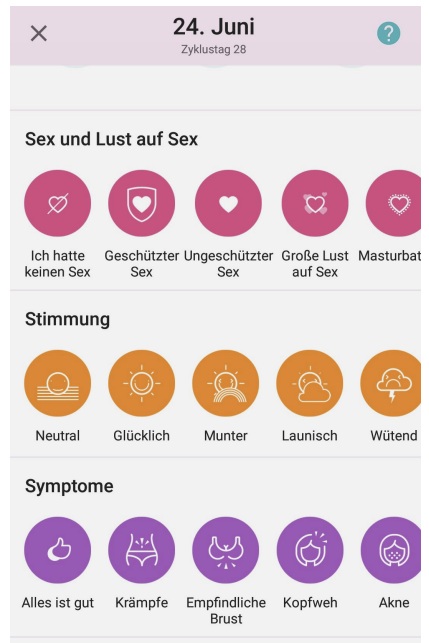 24. Juni
Zyklustag 28
?
Sex und Lust auf Sex
Ich hatte keinen Sex
Geschützter Sex
Ungeschützter Sex
Große Lust auf Sex
Masturbat
Stimmung
Neutral
Glücklich
Munter
Launisch
Wütend
Symptome
Alles ist gut
Krämpfe
Empfindliche Brust
Kopfweh
Akne